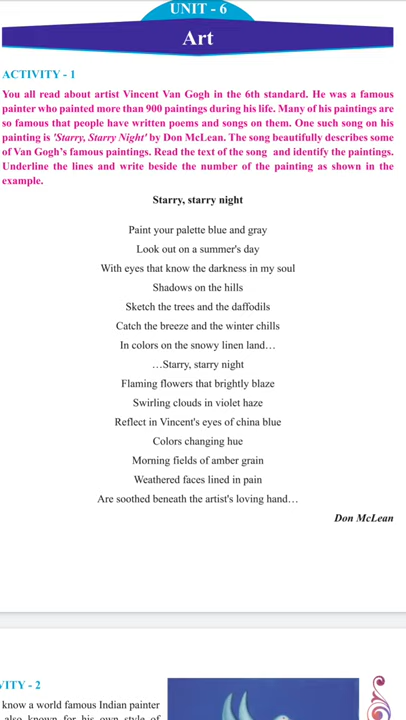 UNIT - 6
Art
ACTIVITY - 1
You all read about artist Vincent Van Gogh in the 6th standard. He was a famous
painter who painted more than 900 paintings during his life. Many of his paintings are
so famous that people have written poems and songs on them. One such song on his
painting is 'Starry, Starry Night' by Don McLean. The song beautifully describes some
of Van Gogh's famous paintings. Read the text of the song and identify the paintings.
Underline the lines and write beside the number of the painting as shown in the
example.
Starry, starry night
Paint your palette blue and gray
Look out on a summer's day
With eyes that know the darkness in my soul
Shadows on the hills
Sketch the trees and the daffodils
Catch the breeze and the winter chills
In colors on the snowy linen land…
…Starry, starry night
Flaming flowers that brightly blaze
Swirling clouds in violet haze
Reflect in Vincent's eyes of china blue
Colors changing hue
Morning fields of amber grain
Weathered faces lined in pain
Are soothed beneath the artist's loving hand…
Don McLean
VITY - 2
know a world famous Indian painter
also known for his own style of